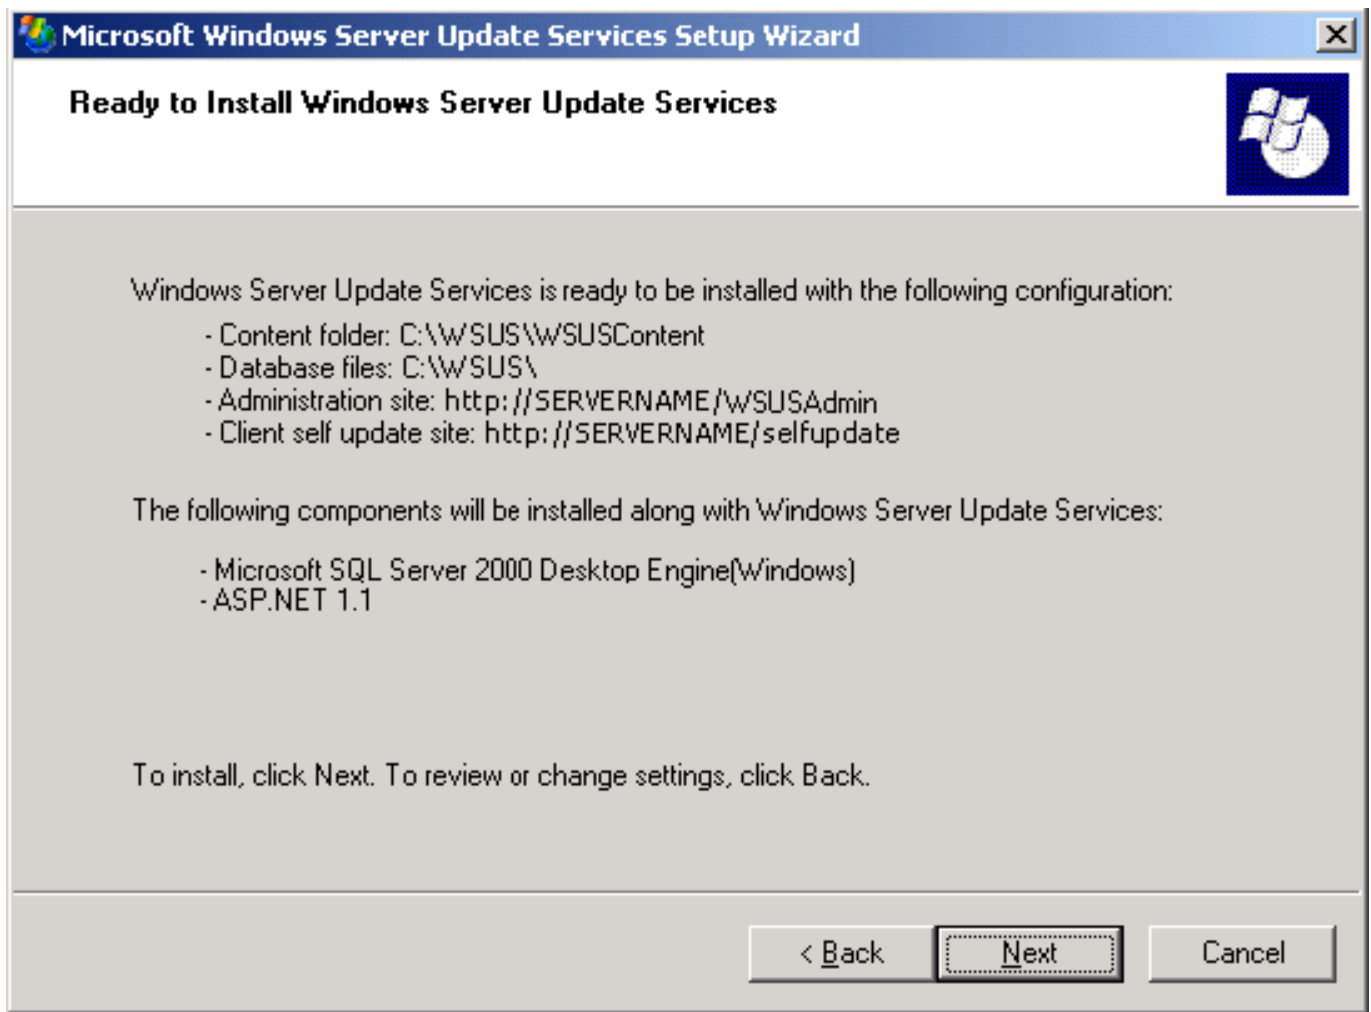 Microsoft Windows Server Update Services Setup Wizard
Ready to Install Windows Server Update Services
Windows Server Update Services is ready to be installed with the following configuration:
- Content folder: C:\WSUS\WSUSContent
- Database files: C:\WSUS\
- Administration site: http://SERVERNAME/WSUSAdmin
- Client self update site: http://SERVERNAME/selfupdate
The following components will be installed along with Windows Server Update Services:
- Microsoft SQL Server 2000 Desktop Engine(Windows)
- ASP.NET 1.1
To install, click Next. To review or change settings, click Back.
< Back Next Cancel